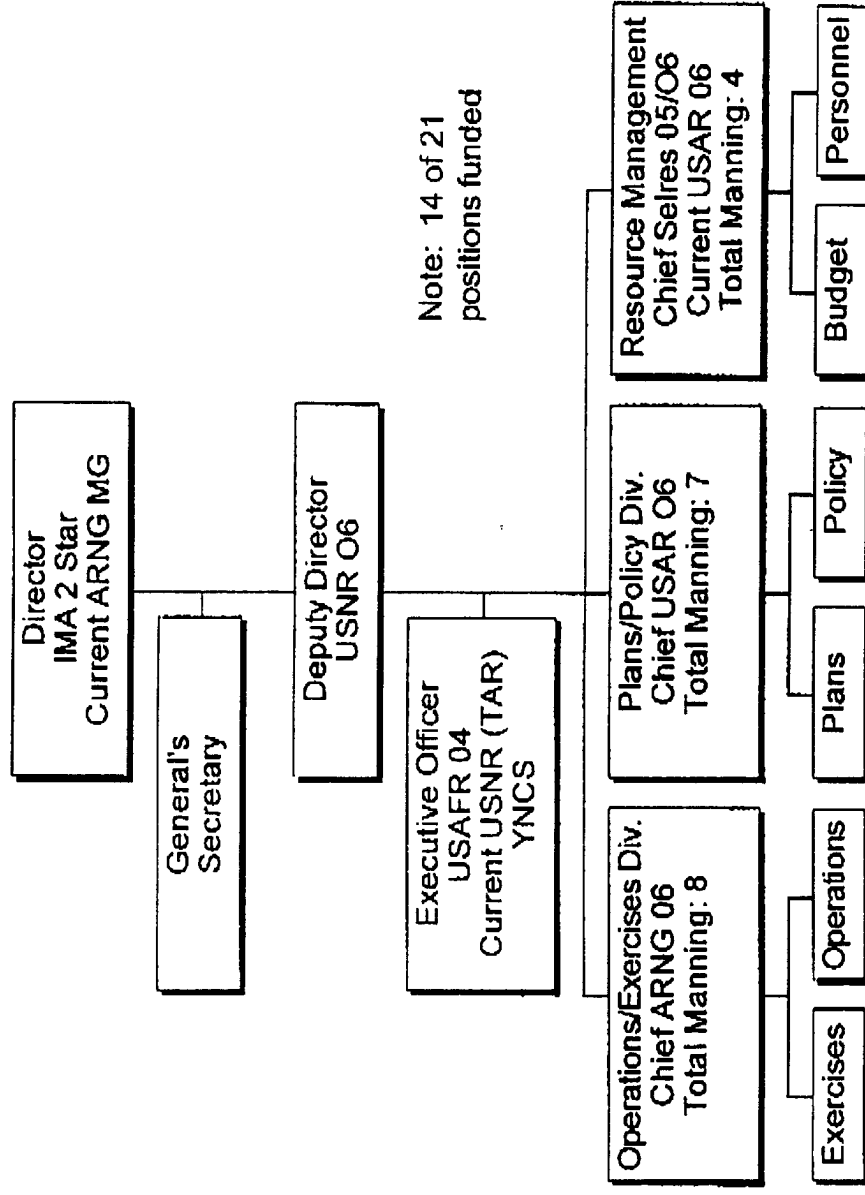 Director
IMA 2 Star
Current ARNG MG
General's
Secretary
Deputy Director
USNR O6
Executive Officer
USAFR 04
Current USNR (TAR)
YNCS
Note: 14 of 21
positions funded
Operations/Exercises Div.
Chief ARNG 06
Total Manning: 8
Plans/Policy Div.
Chief USAR O6
Total Manning: 7
Resource Management
Chief Selres 05/O6
Current USAR 06
Total Manning: 4
Exercises
Operations
Plans
Policy
Budget
Personnel